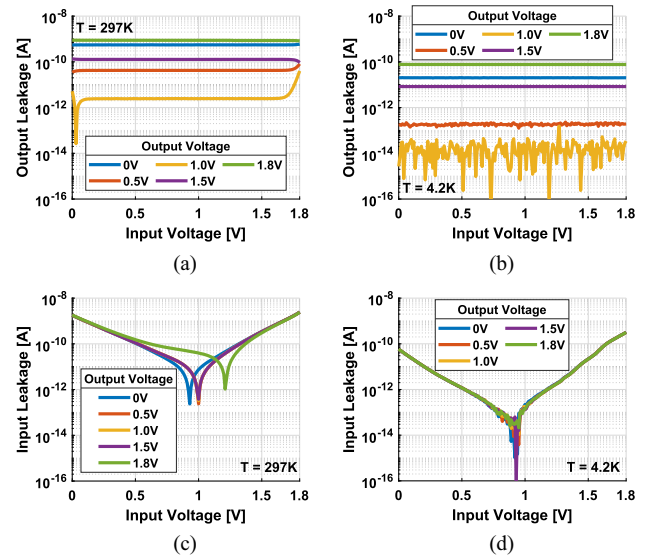 T = 297K
Output Leakage [A]
10-8
10-10
10-12
10-14
10-16
Output Voltage
0V 1.0V 1.8V
0.5V 1.5V
0 0.5 1 1.5 1.8
Input Voltage [V]
(a)
Output Leakage [A]
10-8
10-10
10-12
10-14
10-16
Output Voltage
0V 1.0V 1.8V
0.5V 1.5V
T = 4.2K
0 0.5 1 1.5 1.8
Input Voltage [V]
(b)
Output Leakage [A]
10-8
10-10
10-12
10-14
10-16
Output Voltage
0V
0.5V
1.0V
1.5V
1.8V
T = 297K
0 0.5 1 1.5 1.8
Input Voltage [V]
(c)
Output Leakage [A]
10-8
10-10
10-12
10-14
10-16
Output Voltage
0V 1.5V
0.5V 1.8V
1.0V
T = 4.2K
0 0.5 1 1.5 1.8
Input Voltage [V]
(d)